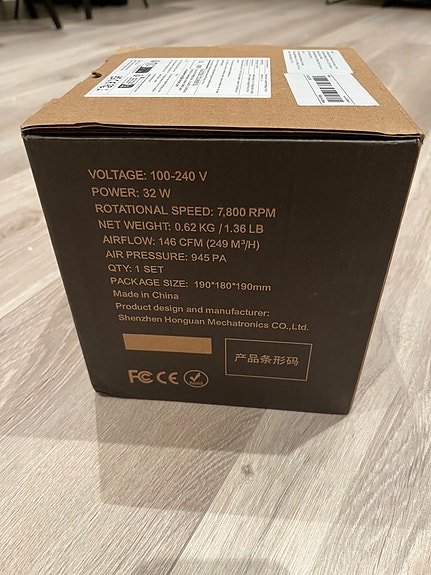 VOLTAGE: 100-240 V
POWER: 32 W
ROTATIONAL SPEED: 7,800 RPM
NET WEIGHT: 0.62 KG / 1.36 LB
AIRFLOW: 146 CFM (249 M³/H)
AIR PRESSURE: 945 PA
QTY: 1 SET
PACKAGE SIZE: 190*180*190mm
Made in China
Product design and manufacturer:
Shenzhen Honguan Mechatronics CO.,Ltd.
产品条形码
FC CE